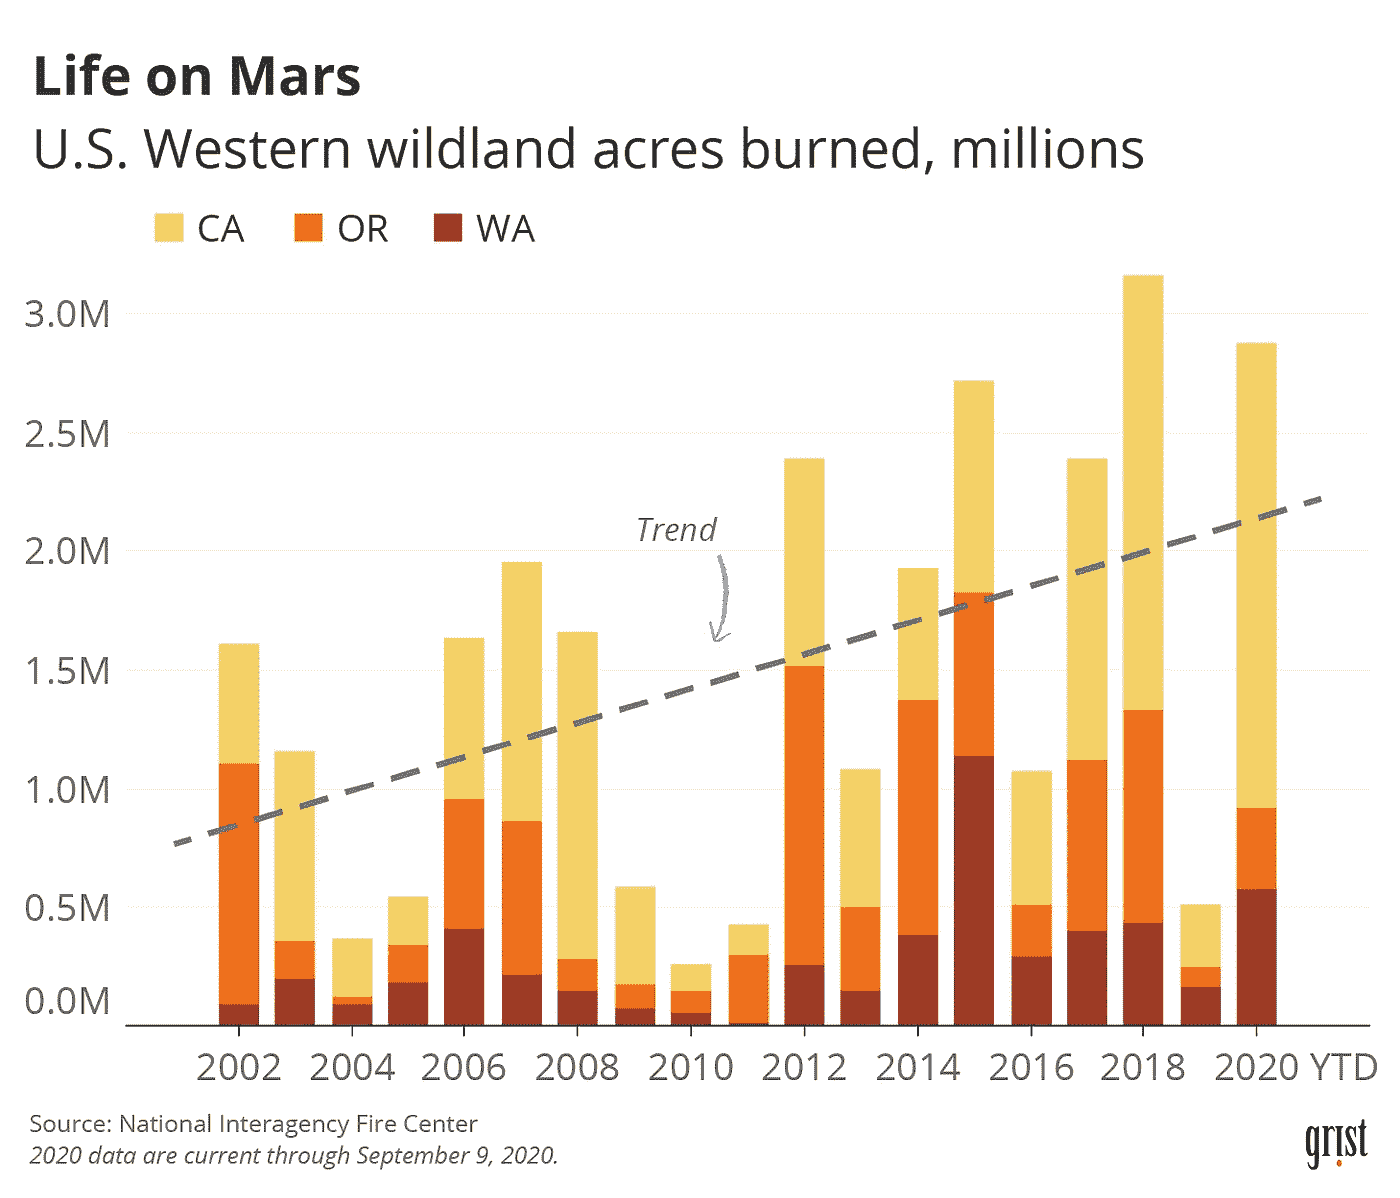 Life on Mars
U.S. Western wildland acres burned, millions
CA OR WA
3.0M
2.5M
2.0M
1.5M
1.0M
0.5M
0.0M
Trend
2002 2004 2006 2008 2010 2012 2014 2016 2018 2020 YTD
Source: National Interagency Fire Center
2020 data are current through September 9, 2020.
grist